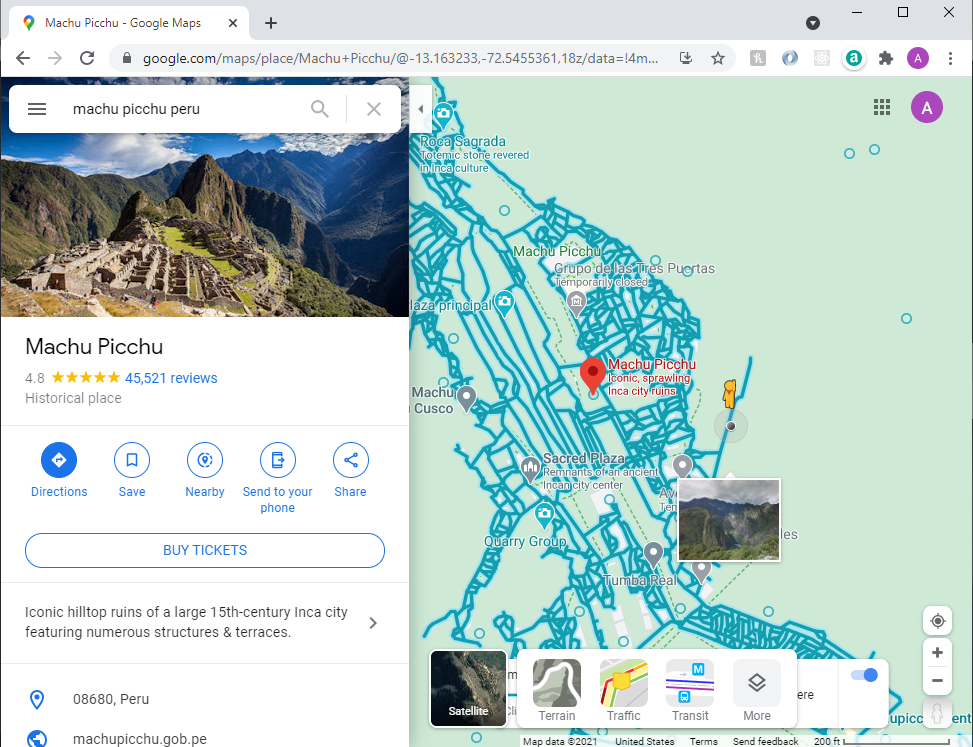 Machu Picchu - Google Maps
google.com/maps/place/Machu+Picchu/@-13.163233,-72.5455361,18z/data=!4m...
A
machu picchu peru
A
Machu Picchu
4.8
45,521 reviews
Historical place
Directions
Save
Nearby
Send to your
phone
Share
BUY TICKETS
Iconic hilltop ruins of a large 15th-century Inca city
featuring numerous structures & terraces.
08680, Peru
machupicchu.gob.pe
Roca Sagrada
Totemic stone revered
in Inca culture
Machu Picchu
Grupo de las Tres Puertas
Temporarily closed
laza principal
Machu Picchu
Iconic, sprawling
Inca city ruins
Machu
Cusco
Sacred Plaza
Remnants of an ancient
Incan city center
Quarry Group
Tumba Real
Satellite
Terrain
Traffic
M
Transit
More
ere
Map data ©2021
United States
Terms
Send feedback
200 ft